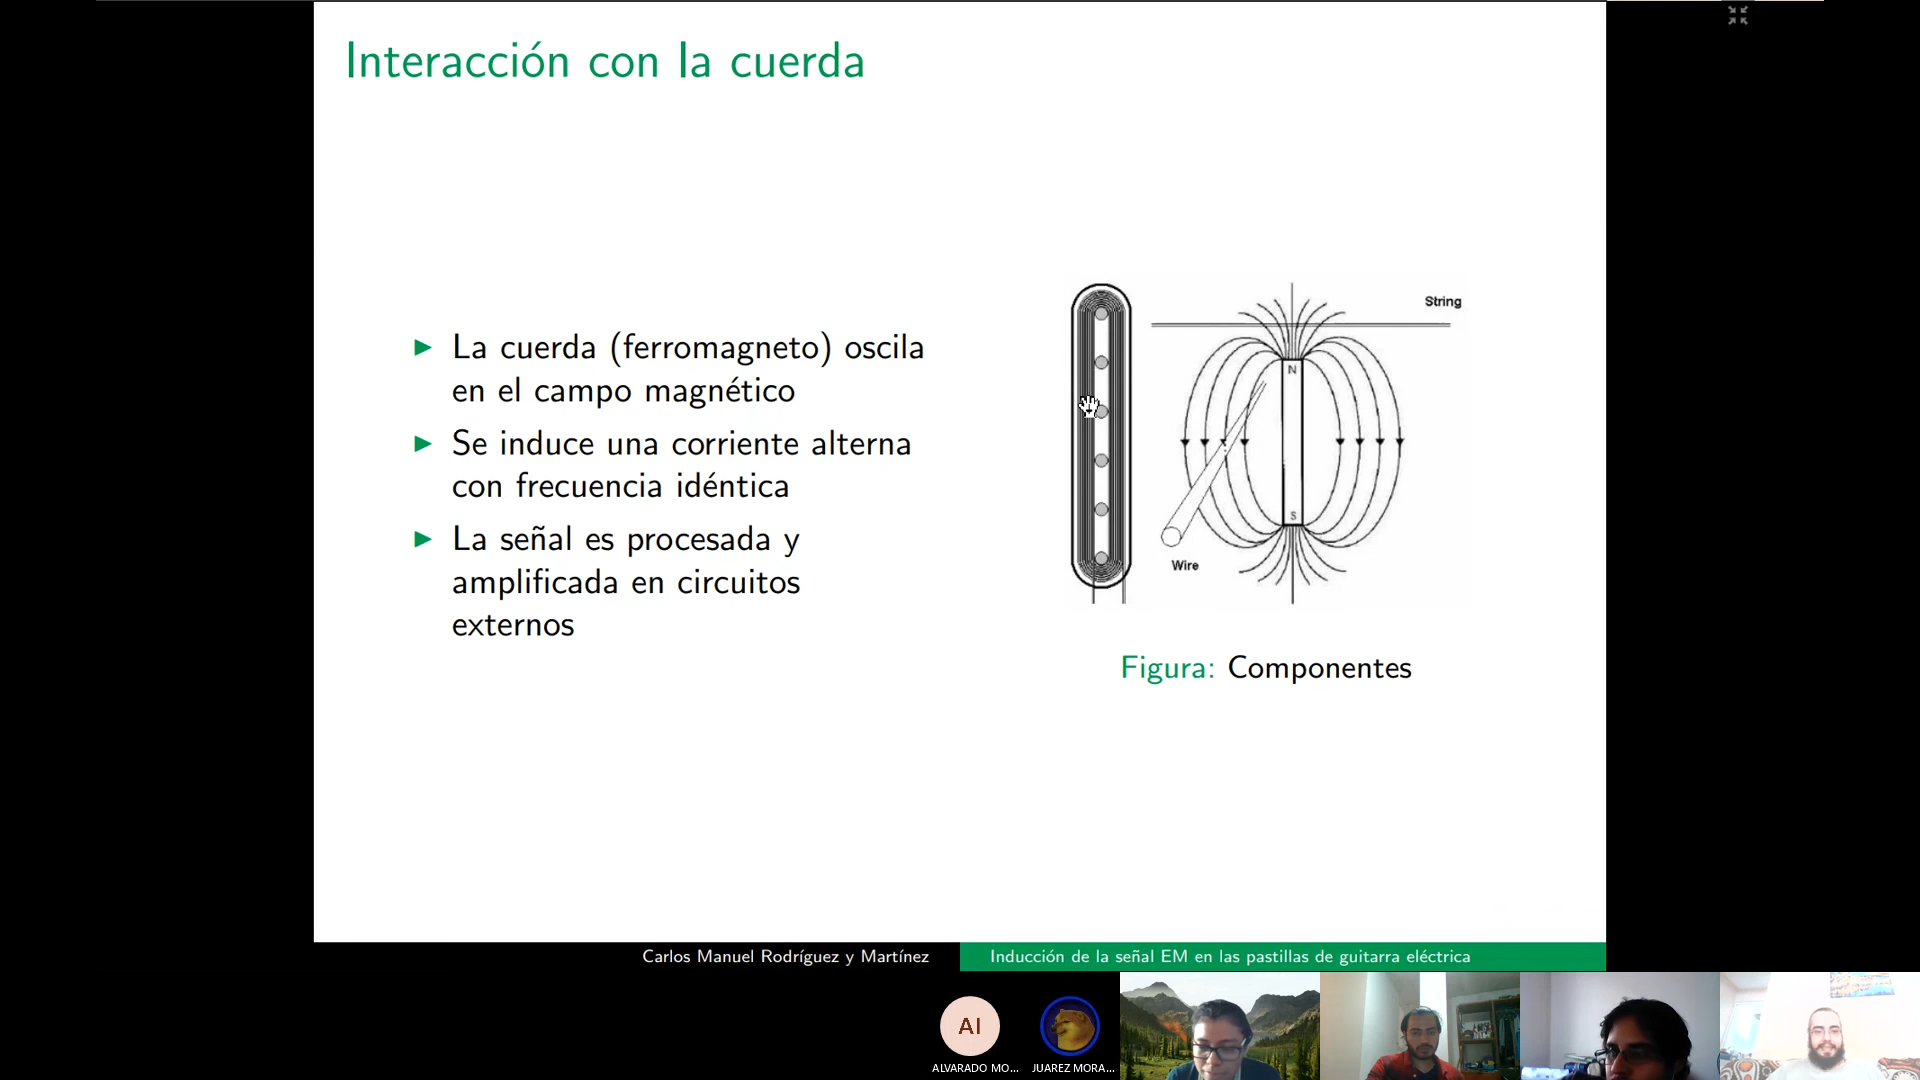 Interacción con la cuerda
La cuerda (ferromagneto) oscila
en el campo magnético
Se induce una corriente alterna
con frecuencia idéntica
La señal es procesada y
amplificada en circuitos
externos
String
N
S
Wire
Figura: Componentes
Carlos Manuel Rodríguez y Martínez
Inducción de la señal EM en las pastillas de guitarra eléctrica
AI
ALVARADO MO...
JUAREZ MORA...